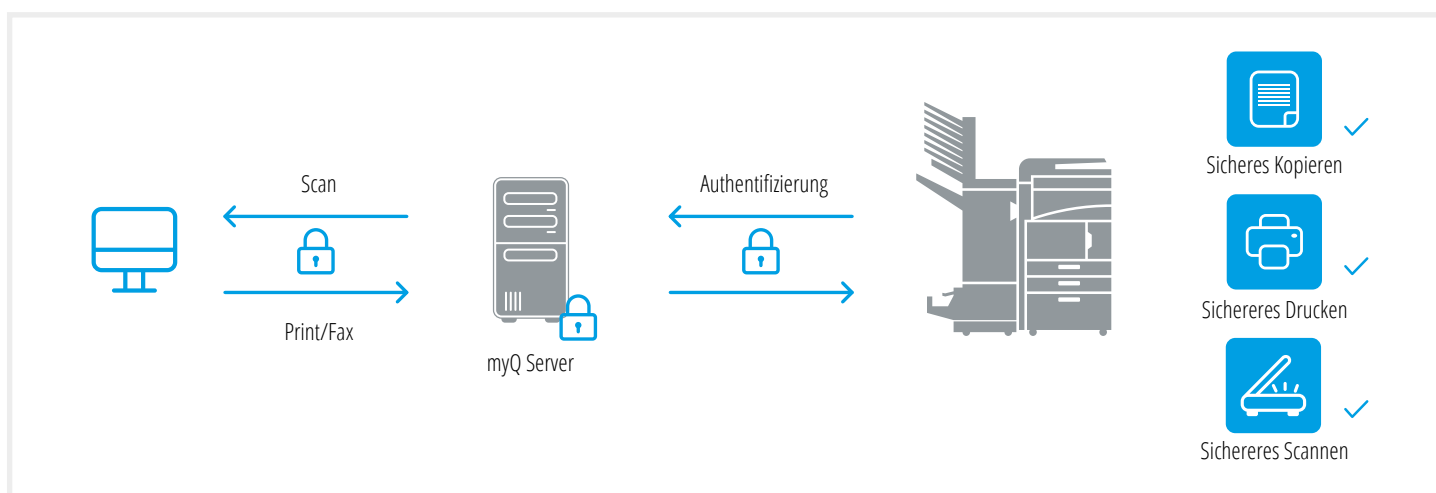 Scan
Print/Fax
myQ Server
Authentifizierung
Sicheres Kopieren
Sichereres Drucken
Sichereres Scannen